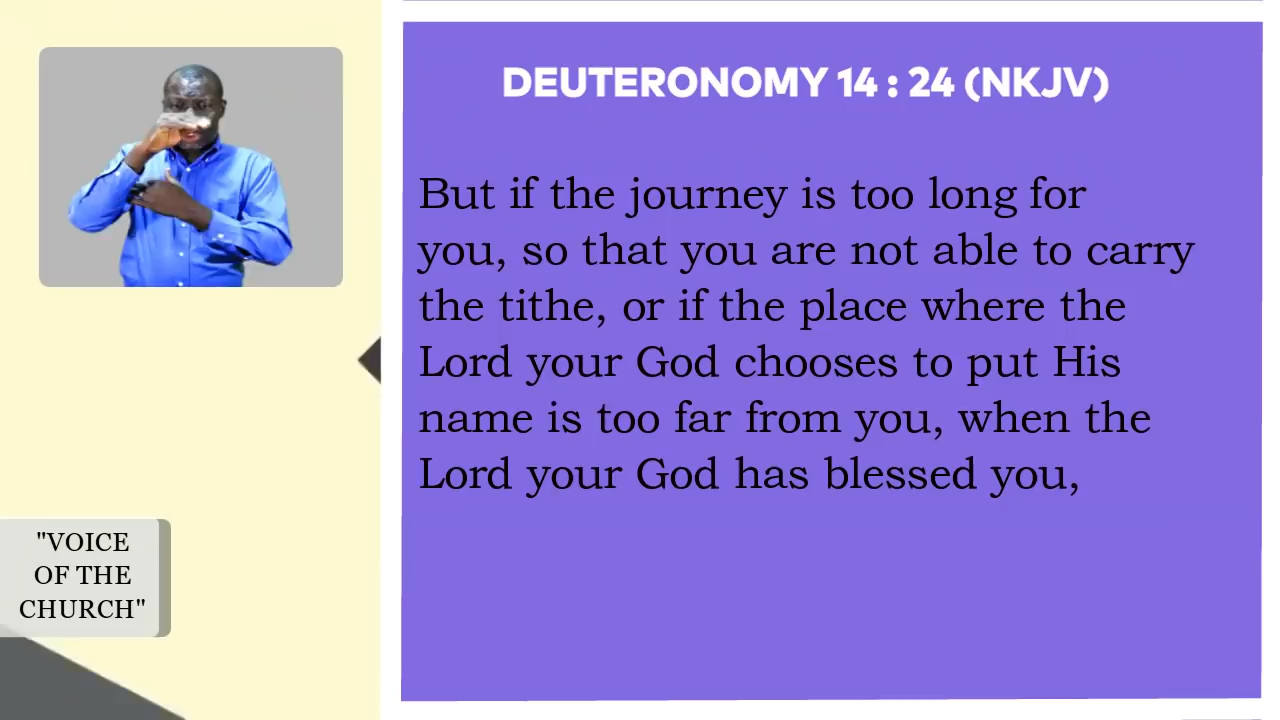 DEUTERONOMY 14 : 24 (NKJV)
But if the journey is too long for
you, so that you are not able to carry
the tithe, or if the place where the
Lord your God chooses to put His
name is too far from you, when the
Lord your God has blessed you,
"VOICE
OF THE
CHURCH"